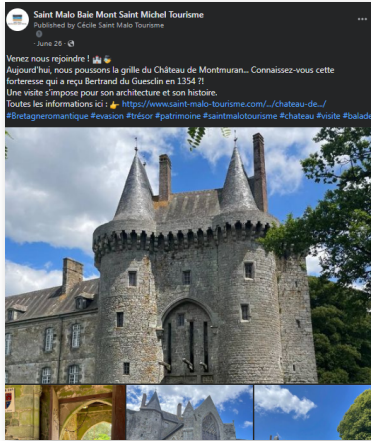 Saint Malo Baie Mont Saint Michel Tourisme
Published by Cécile Saint Malo Tourisme
· June 26 ·
Venez nous rejoindre ! 🏰👋
Aujourd'hui, nous poussons la grille du Château de Montmuran... Connaissez-vous cette
forteresse qui a reçu Bertrand du Guesclin en 1354 ?!
Une visite s'impose pour son architecture et son histoire.
Toutes les informations ici : 👉 https://www.saint-malo-tourisme.com/.../chateau-de.../
#Bretagneromantique #evasion #trésor #patrimoine #saintmalotourisme #chateau #visite #balade